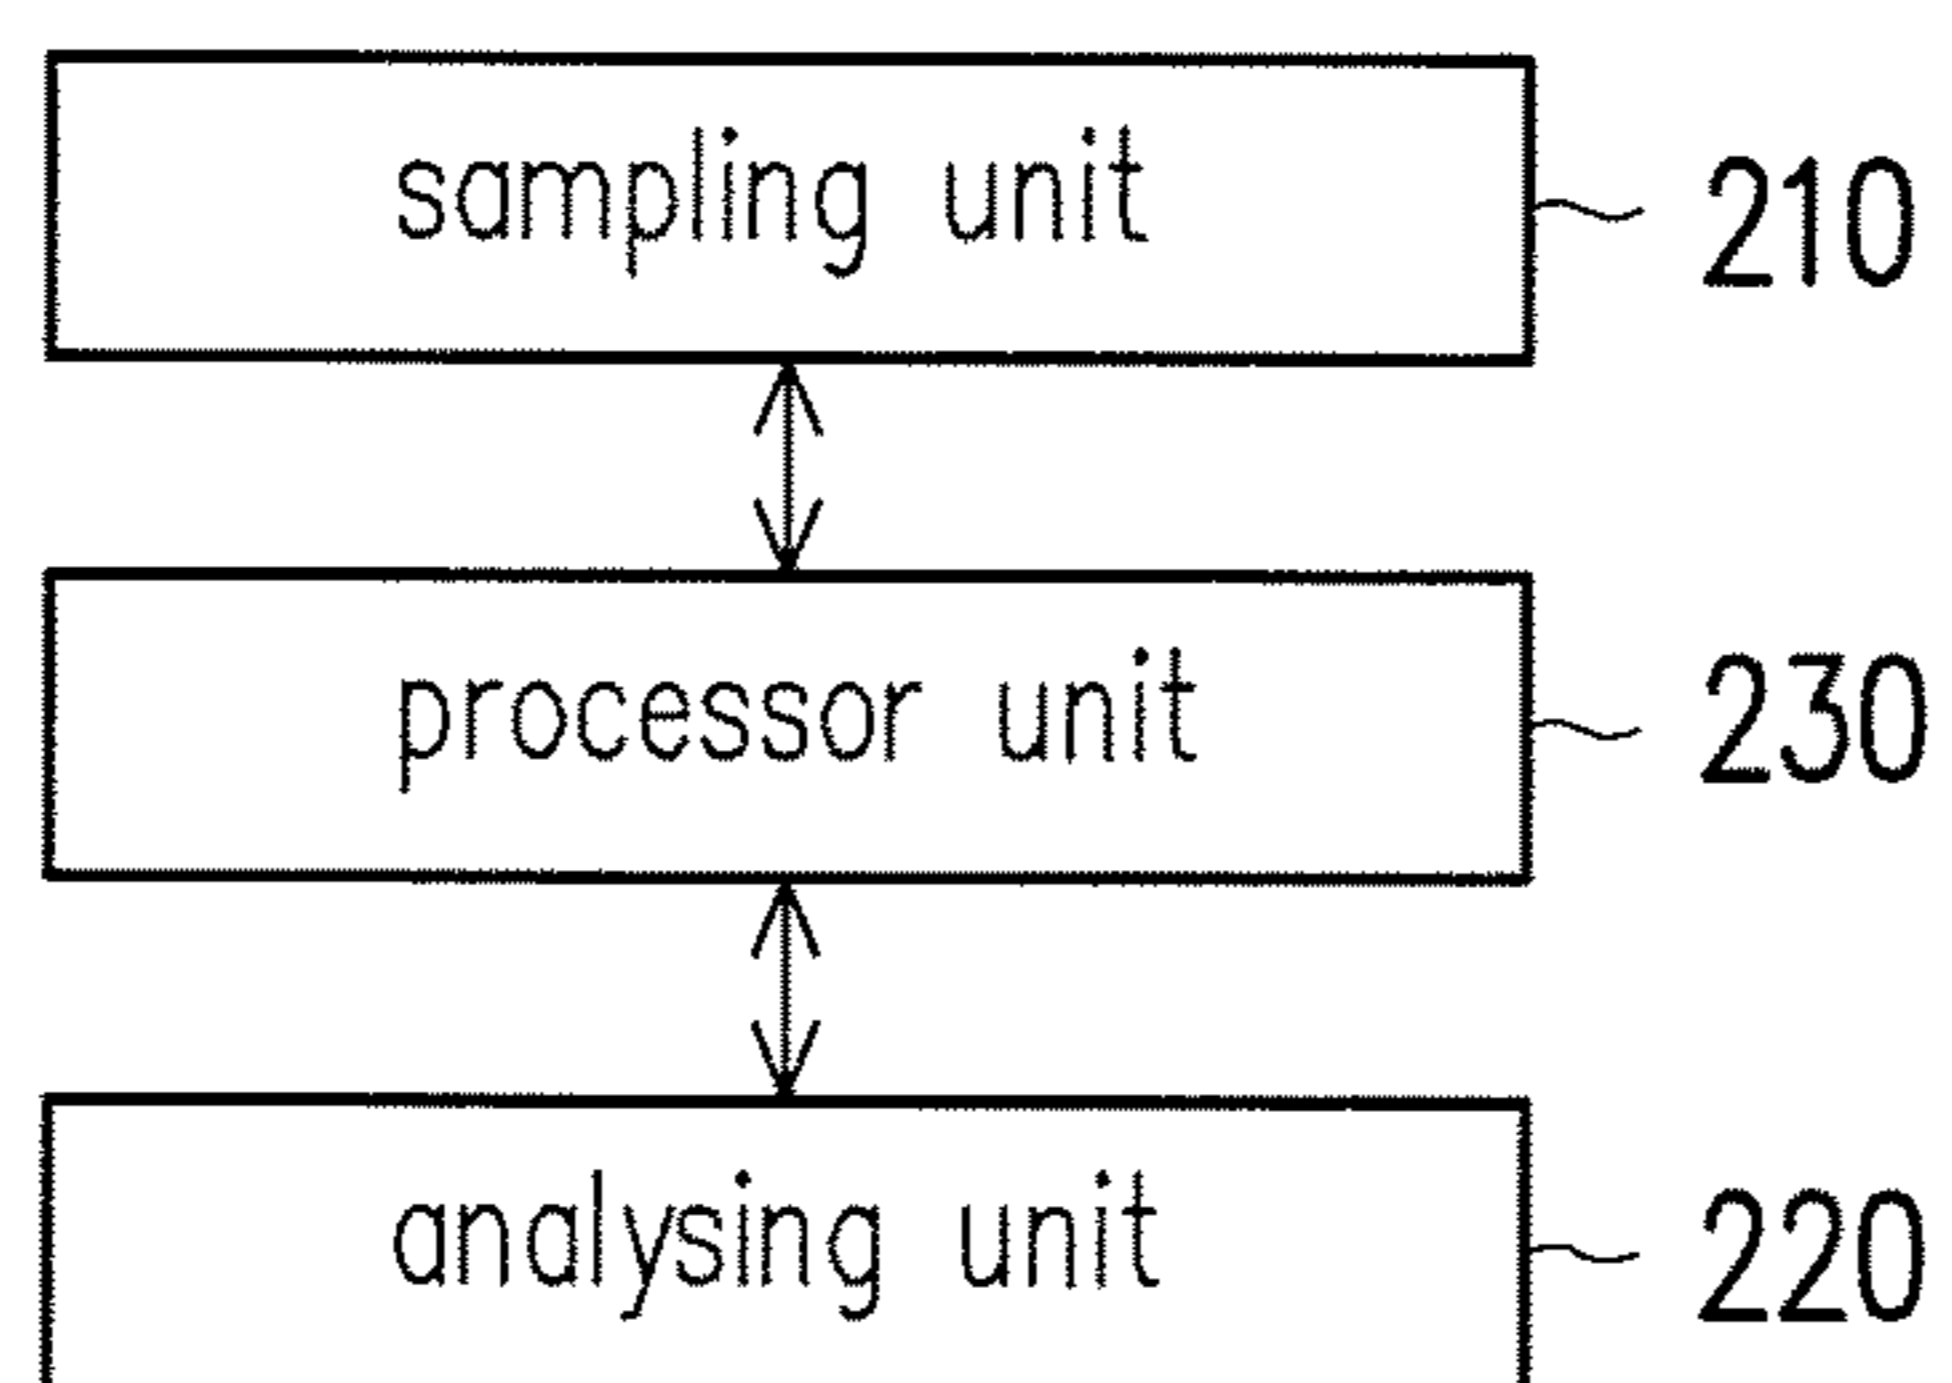 sampling unit 210
processor unit 230
analysing unit 220